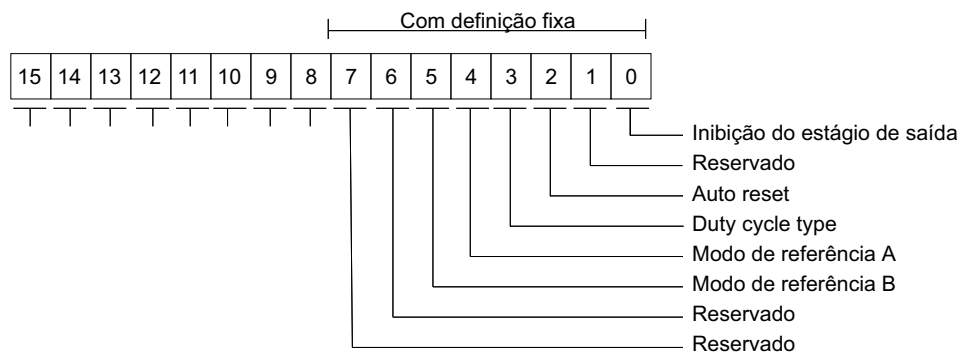 Com definição fixa
15 14 13 12 11 10 9 8 7 6 5 4 3 2 1 0
Inibição do estágio de saída
Reservado
Auto reset
Duty cycle type
Modo de referência A
Modo de referência B
Reservado
Reservado